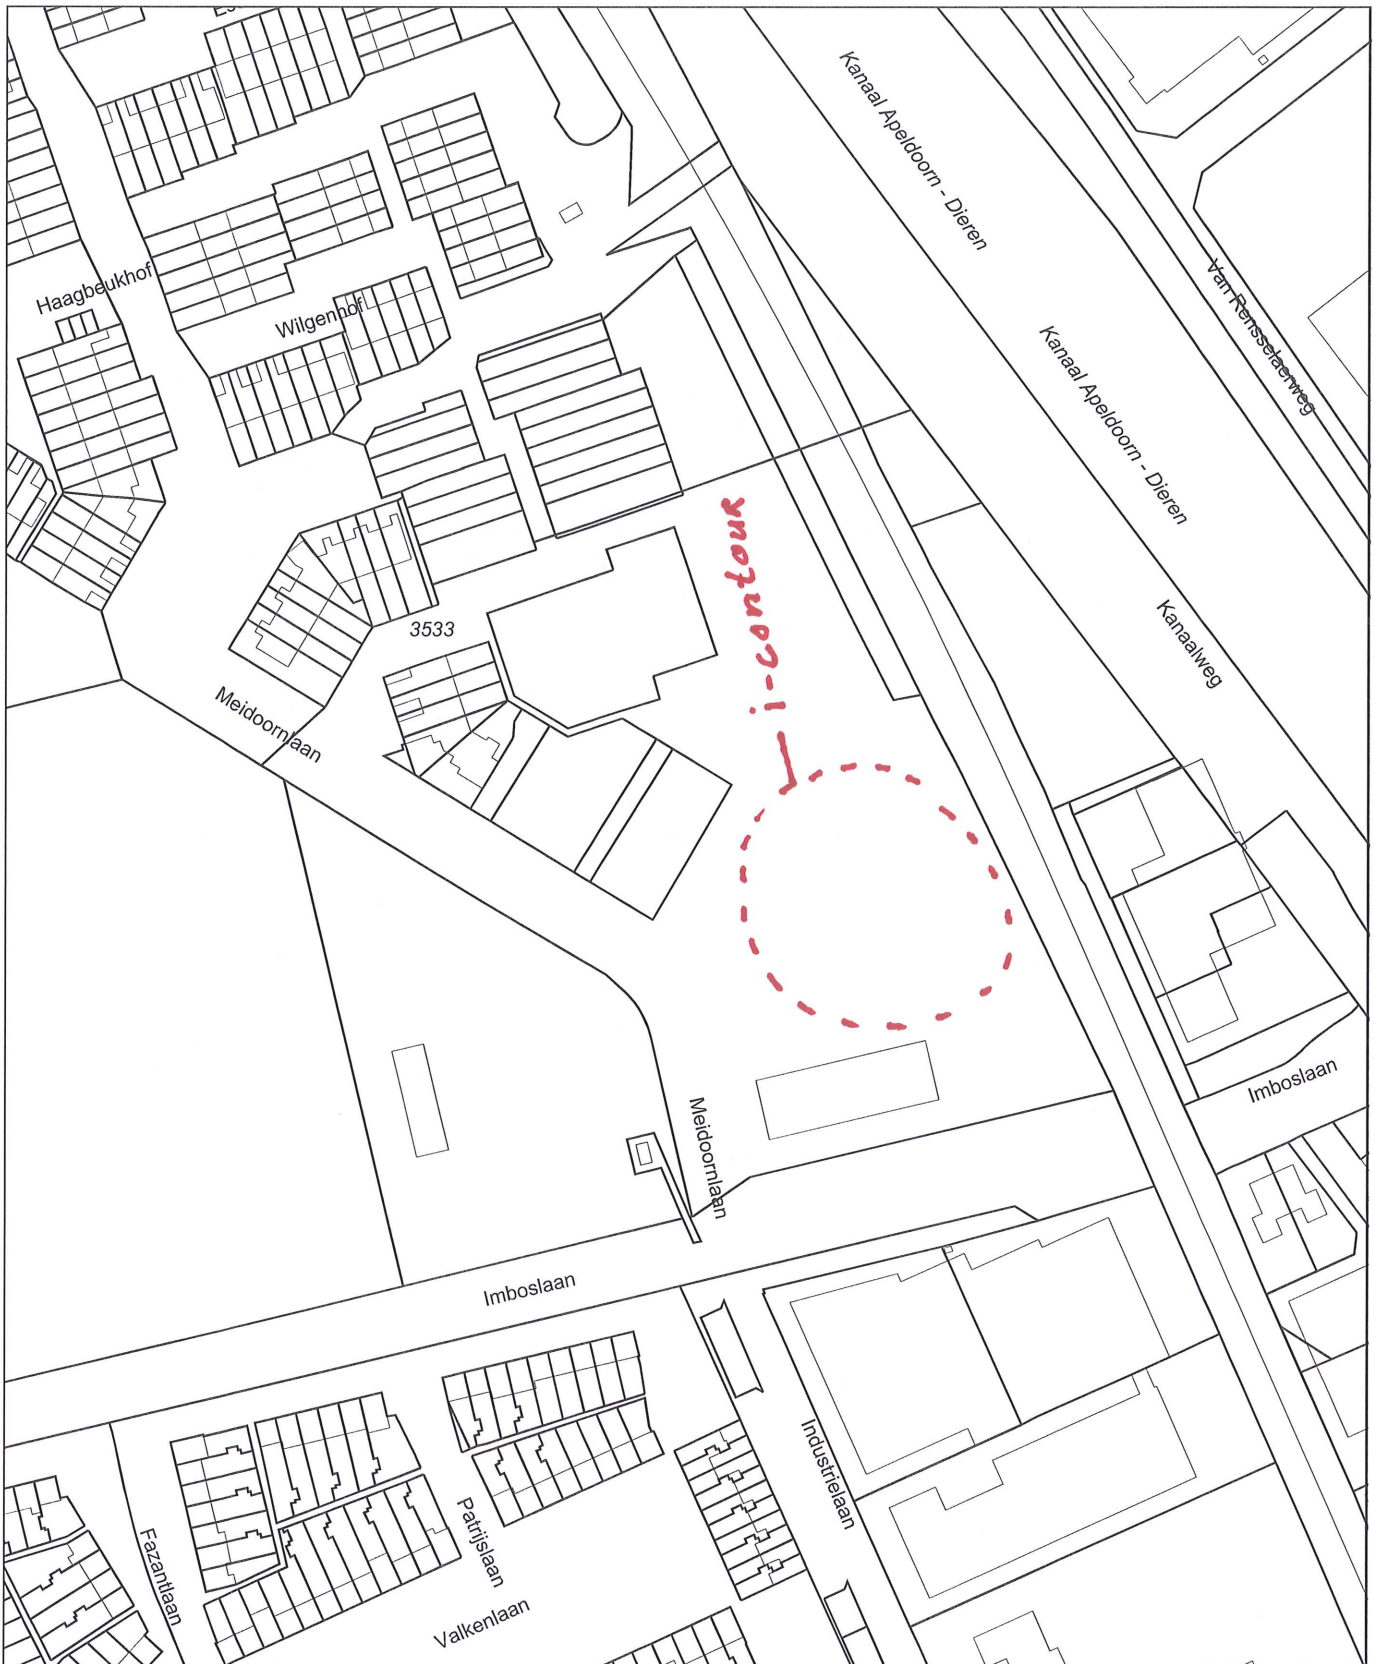 Kanaal Apeldoorn - Dieren
Haagbeukhof
Wilgenhof
Van Rensselaerweg
Kanaal Apeldoorn - Dieren
i-contour
3533
Kanaalweg
Meidoornlaan
Imboslaan
Meidoornlaan
Imboslaan
Industrielaan
Patrijslaan
Fazantlaan
Valkenlaan